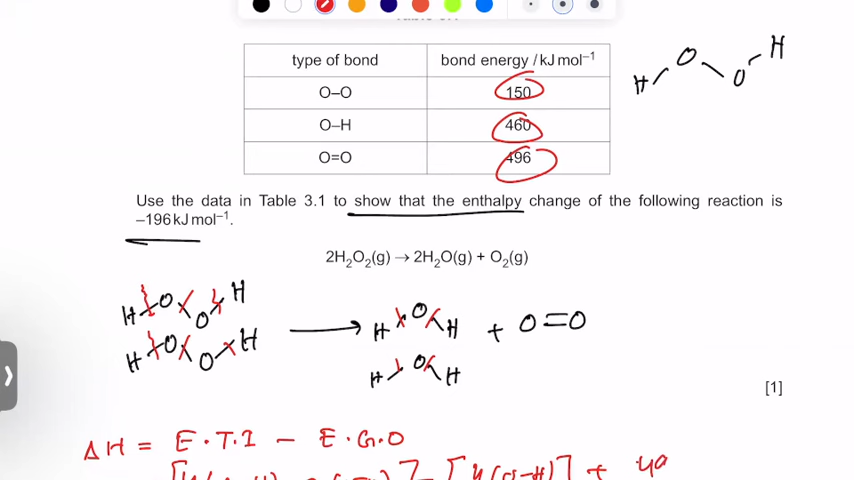 type of bond bond energy / kJ mol⁻¹
O–O 150
O–H 460
O=O 496
H O O H
Use the data in Table 3.1 to show that the enthalpy change of the following reaction is
–196 kJ mol⁻¹.
2H₂O₂(g) → 2H₂O(g) + O₂(g)
H O O H
H O O H
→ H O H + O=O
H O H
[1]
ΔH = E.T.I - E.G.O
[4(O-H)] +